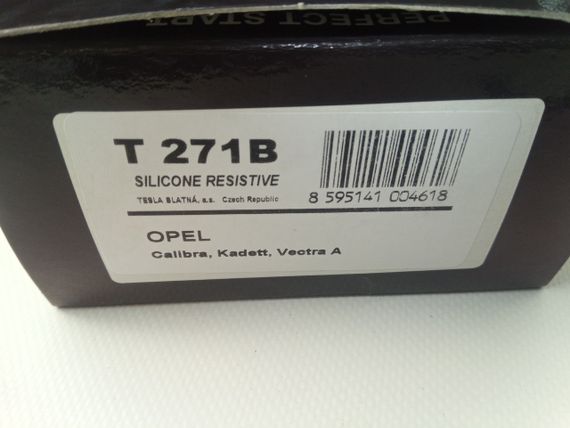 PERFECT START
T 271B
SILICONE RESISTIVE
TESLA BLATNÁ, a.s. Czech Republic
8 595141 004618
OPEL
Calibra, Kadett, Vectra A